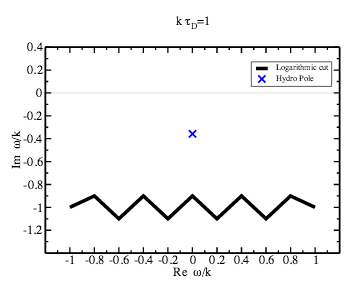 k τD=1
0.4
0.2
0
-0.2
-0.4
-0.6
-0.8
-1
-1.2
Im ω/k
Logarithmic cut
Hydro Pole
-1 -0.8 -0.6 -0.4 -0.2 0 0.2 0.4 0.6 0.8 1
Re ω/k